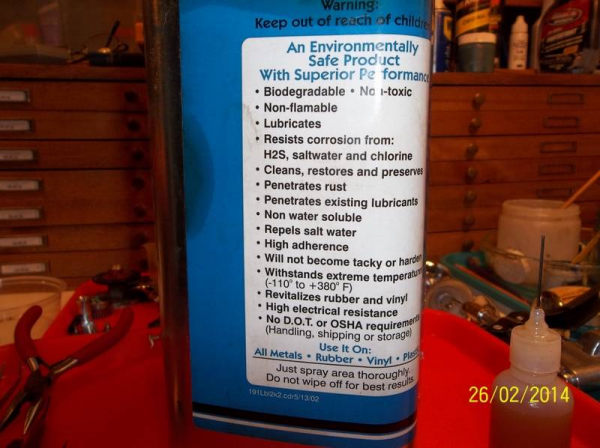 Warning:
Keep out of reach of children
An Environmentally
Safe Product
With Superior Performance
• Biodegradable • Non-toxic
• Non-flamable
• Lubricates
• Resists corrosion from:
H2S, saltwater and chlorine
• Cleans, restores and preserves
• Penetrates rust
• Penetrates existing lubricants
• Non water soluble
• Repels salt water
• High adherence
• Will not become tacky or harden
• Withstands extreme temperatu
(-110° to +380° F)
• Revitalizes rubber and vinyl
• High electrical resistance
• No D.O.T. or OSHA requirement
(Handling, shipping or storage)
Use It On:
All Metals • Rubber • Vinyl • Plas
Just spray area thoroughly.
Do not wipe off for best results.
26/02/2014